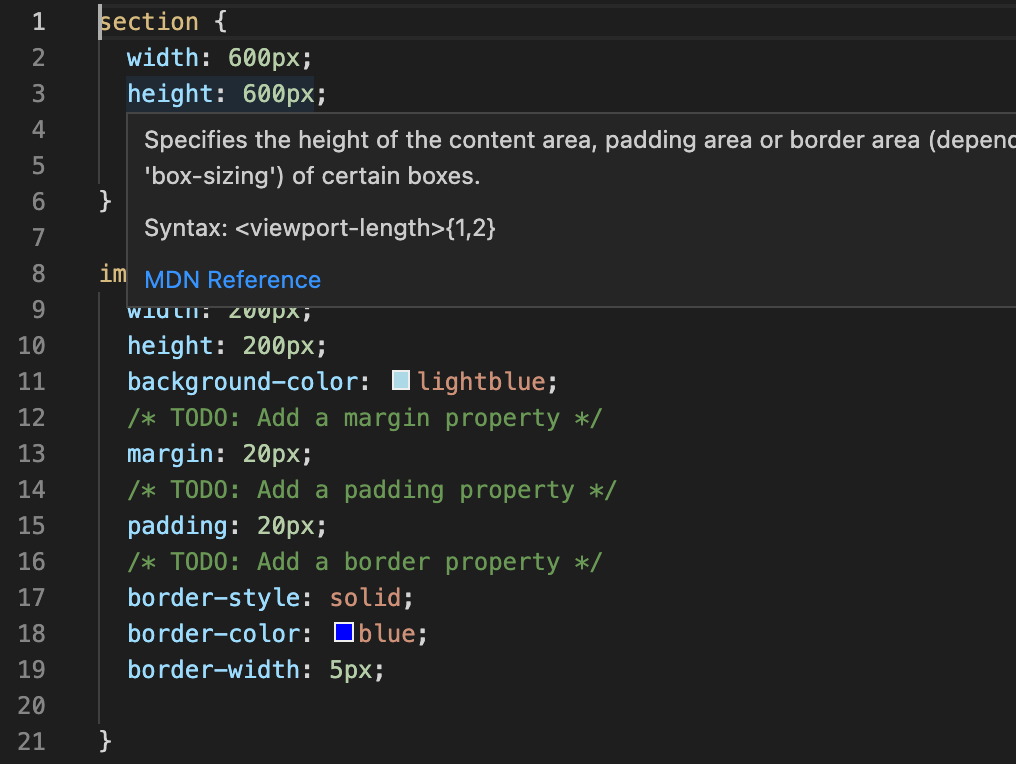 1 section {
2 width: 600px;
3 height: 600px;
4 Specifies the height of the content area, padding area or border area (depend
5 'box-sizing') of certain boxes.
6 }
7 Syntax: <viewport-length>{1,2}
8 im MDN Reference
9 width: 200px;
10 height: 200px;
11 background-color: lightblue;
12 /* TODO: Add a margin property */
13 margin: 20px;
14 /* TODO: Add a padding property */
15 padding: 20px;
16 /* TODO: Add a border property */
17 border-style: solid;
18 border-color: blue;
19 border-width: 5px;
20
21 }